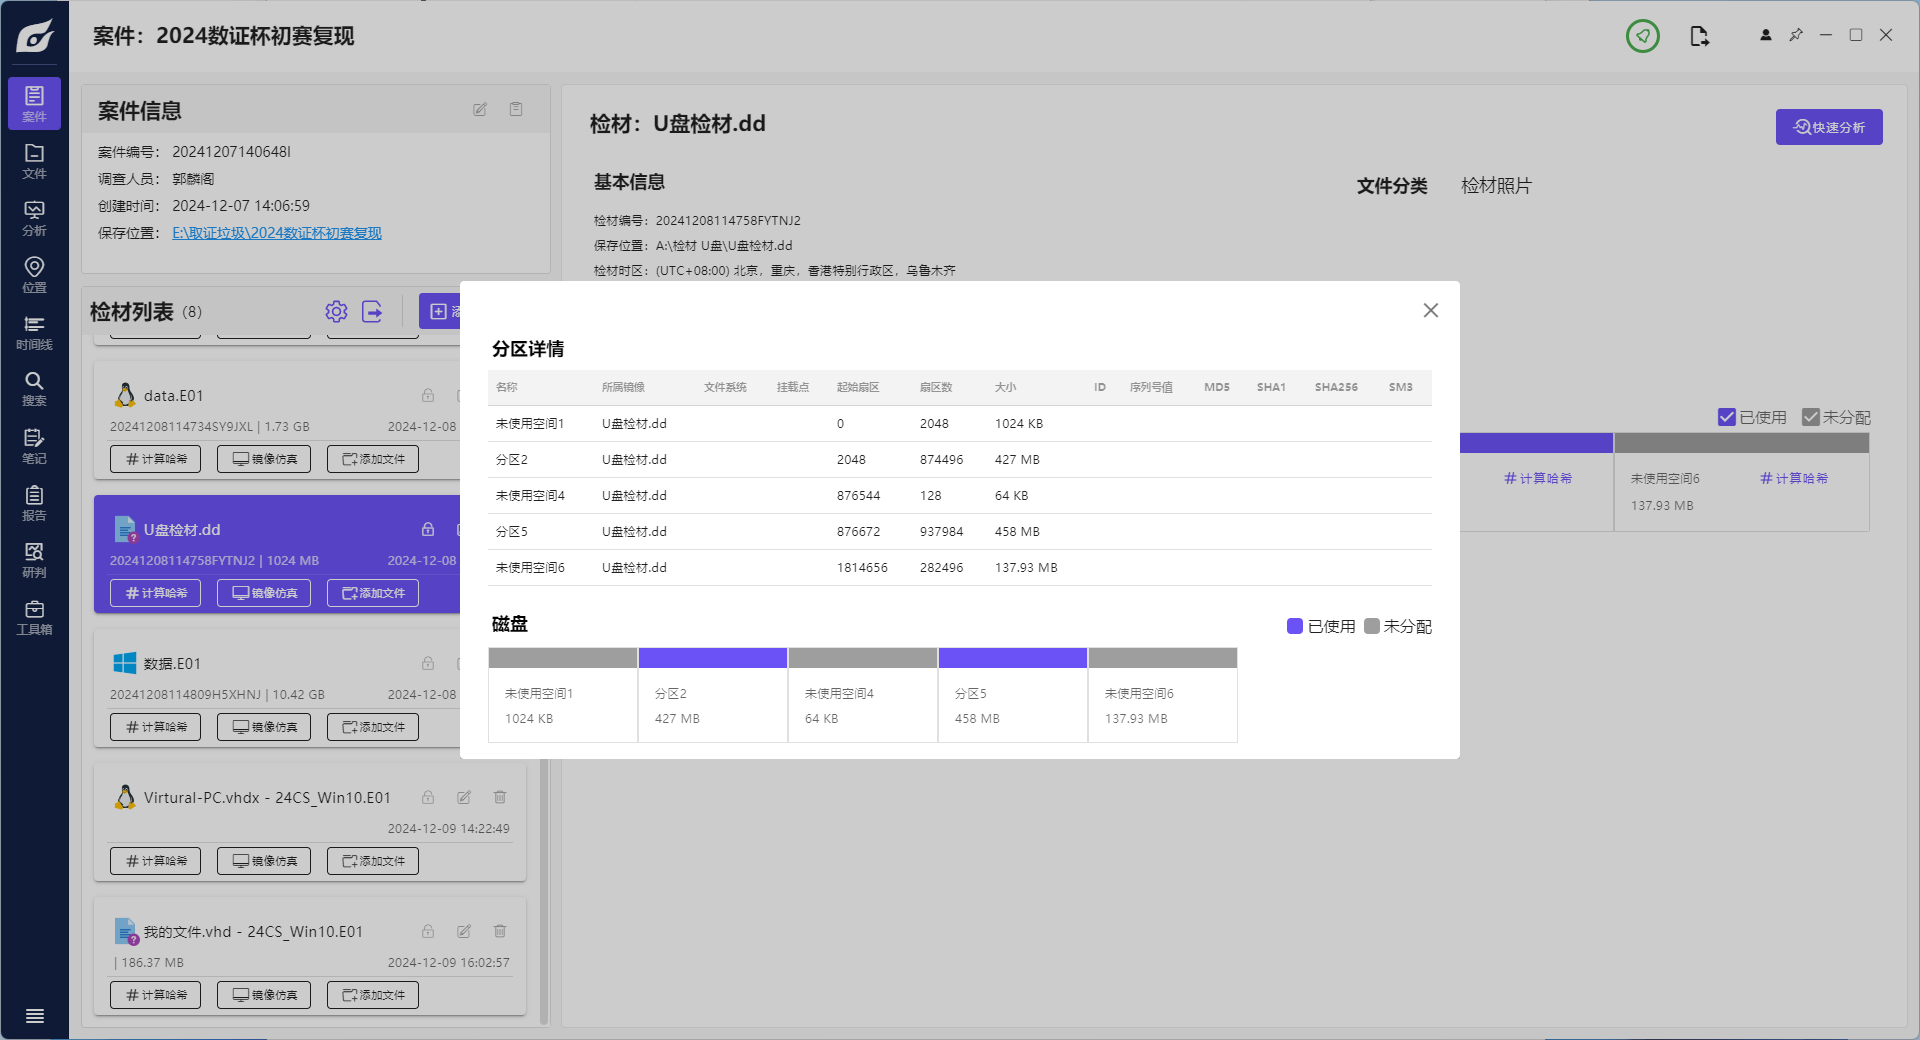 案件：2024数证杯初赛复现
案件
文件
分析
位置
时间线
搜索
笔记
报告
研判
工具箱
案件信息
案件编号： 20241207140648I
调查人员： 郭麟阁
创建时间： 2024-12-07 14:06:59
保存位置： E:\取证垃圾\2024数证杯初赛复现
检材列表 (8)
data.E01
20241208114734SY9JXL | 1.73 GB 2024-12-08
计算哈希 镜像仿真 添加文件
U盘检材.dd
20241208114758FYTNJ2 | 1024 MB 2024-12-08
计算哈希 镜像仿真 添加文件
数据.E01
20241208114809H5XHNJ | 10.42 GB 2024-12-08
计算哈希 镜像仿真 添加文件
Virtural-PC.vhdx - 24CS_Win10.E01
2024-12-09 14:22:49
计算哈希 镜像仿真 添加文件
我的文件.vhd - 24CS_Win10.E01
| 186.37 MB 2024-12-09 16:02:57
计算哈希 镜像仿真 添加文件
检材：U盘检材.dd
快速分析
基本信息
文件分类 检材照片
检材编号：20241208114758FYTNJ2
保存位置：A:\检材 U盘\U盘检材.dd
检材时区：(UTC+08:00) 北京，重庆，香港特别行政区，乌鲁木齐
已使用 未分配
计算哈希 未使用空间6 计算哈希
137.93 MB
分区详情
名称 所属镜像 文件系统 挂载点 起始扇区 扇区数 大小 ID 序列号值 MD5 SHA1 SHA256 SM3
未使用空间1 U盘检材.dd 0 2048 1024 KB
分区2 U盘检材.dd 2048 874496 427 MB
未使用空间4 U盘检材.dd 876544 128 64 KB
分区5 U盘检材.dd 876672 937984 458 MB
未使用空间6 U盘检材.dd 1814656 282496 137.93 MB
磁盘
已使用 未分配
未使用空间1 分区2 未使用空间4 分区5 未使用空间6
1024 KB 427 MB 64 KB 458 MB 137.93 MB